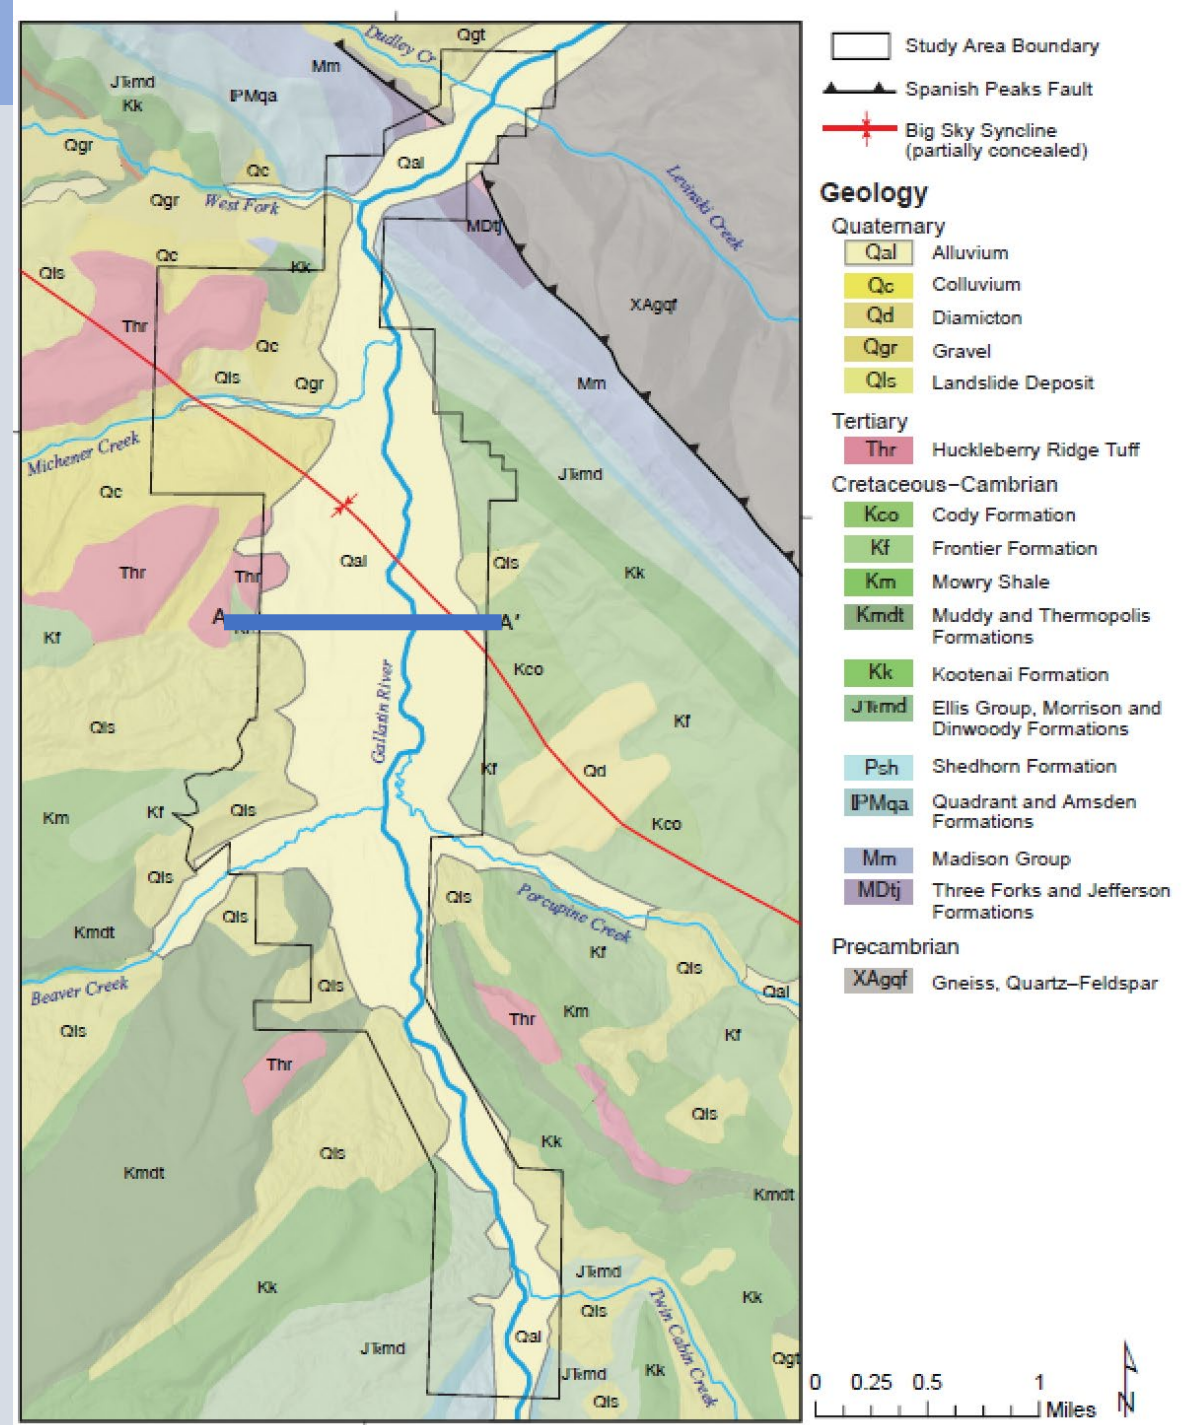 Dudley Cr
Qgt
Mm
JTRmd
Kk
IPMqa
Qgr
Qc
Qal
Qgr
West Fork
Levinski Creek
MDtj
Qc
Qls
Kk
XAgqf
Thr
Qc
Qls
Qgr
Mm
Michener Creek
JTRmd
Qc
Qal
Qls
Thr
Thr
Kk
A
A'
Kf
Gallatin River
Kco
Qls
Kf
Kf
Qd
Km
Kf
Qls
Kco
Qls
Qls
Qls
Porcupine Creek
Kmdt
Kf
Qls
Beaver Creek
Qls
Qal
Qls
Thr
Km
Kf
Thr
Qls
Qls
Kk
Kmdt
Kmdt
Kk
JTRmd
Kk
Qls
Twin Cabin Creek
JTRmd
Qal
Qgt
JTRmd
Kk
Qls
Study Area Boundary
Spanish Peaks Fault
Big Sky Syncline
(partially concealed)
Geology
Quaternary
Qal Alluvium
Qc Colluvium
Qd Diamicton
Qgr Gravel
Qls Landslide Deposit
Tertiary
Thr Huckleberry Ridge Tuff
Cretaceous–Cambrian
Kco Cody Formation
Kf Frontier Formation
Km Mowry Shale
Kmdt Muddy and Thermopolis
Formations
Kk Kootenai Formation
JTRmd Ellis Group, Morrison and
Dinwoody Formations
Psh Shedhorn Formation
IPMqa Quadrant and Amsden
Formations
Mm Madison Group
MDtj Three Forks and Jefferson
Formations
Precambrian
XAgqf Gneiss, Quartz–Feldspar
0 0.25 0.5 1
Miles
N